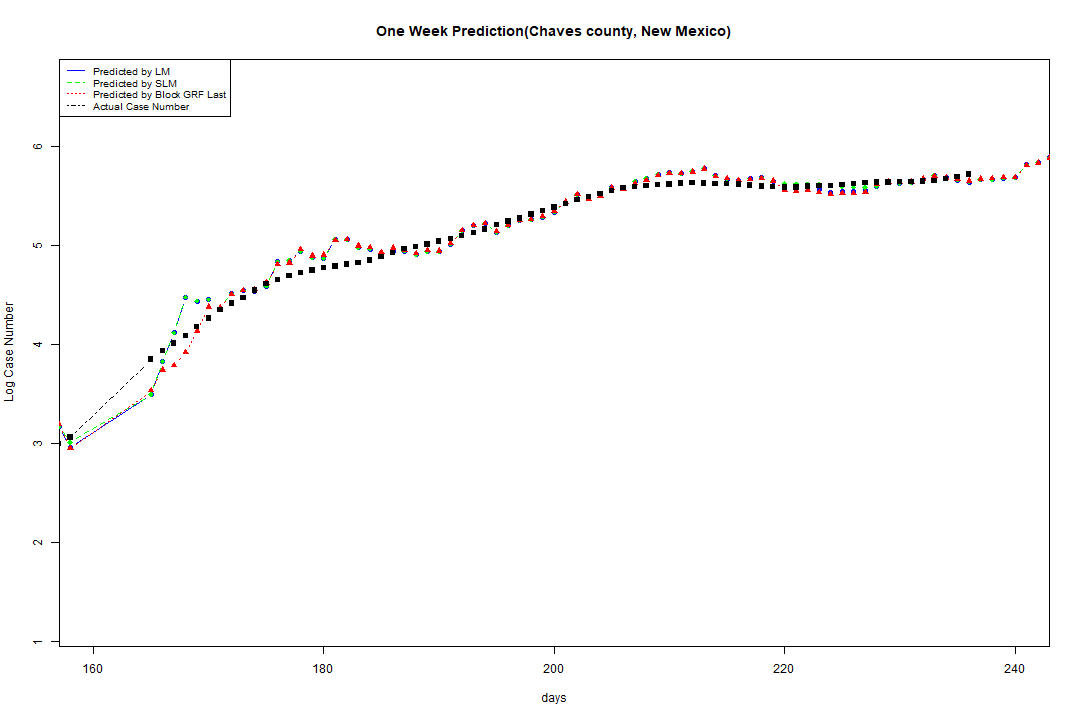 One Week Prediction(Chaves county, New Mexico)
Predicted by LM
Predicted by SLM
Predicted by Block GRF Last
Actual Case Number
6
5
4
3
2
1
Log Case Number
160 180 200 220 240
days